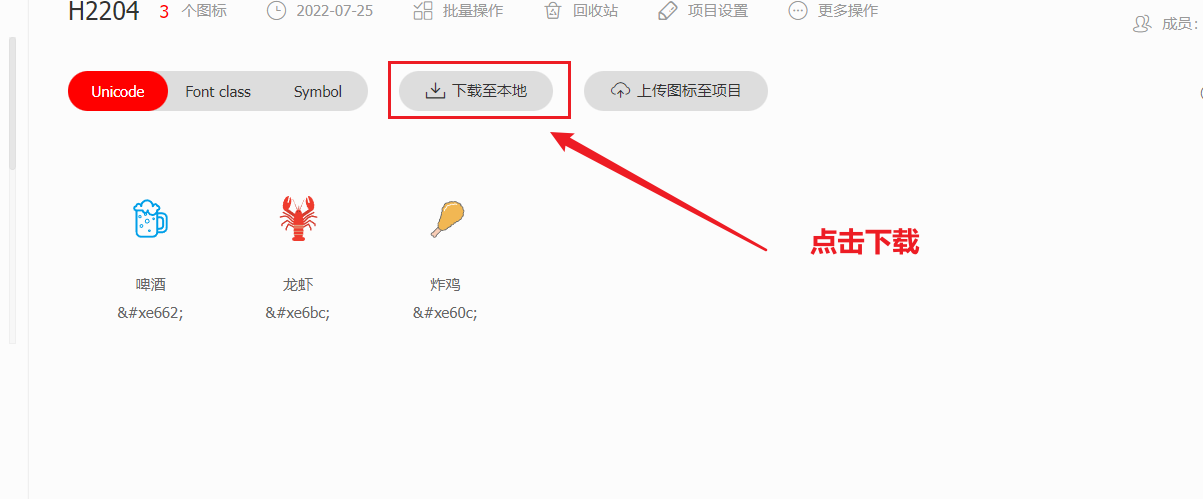 H2204 3 个图标 2022-07-25 批量操作 回收站 项目设置 更多操作
成员:
Unicode Font class Symbol 下载至本地 上传图标至项目
点击下载
啤酒 龙虾 炸鸡
&#xe662; &#xe6bc; &#xe60c;